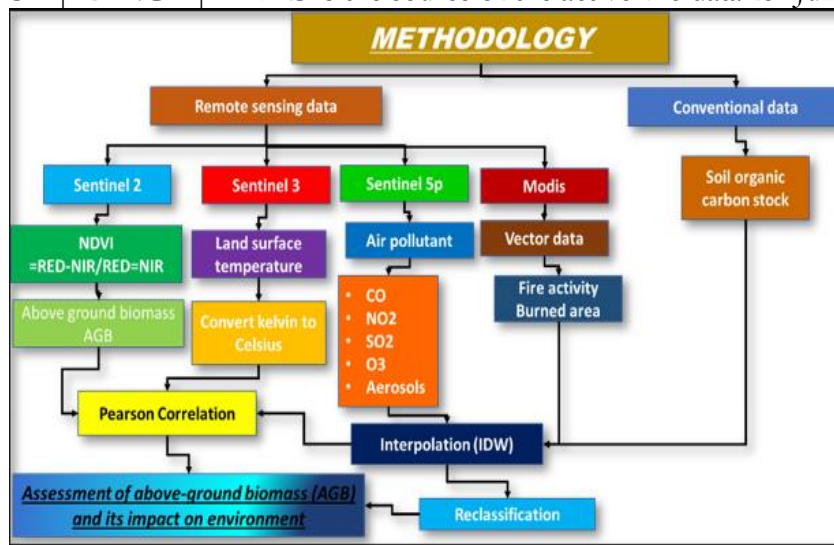 METHODOLOGY
Remote sensing data
Conventional data
Sentinel 2
Sentinel 3
Sentinel 5p
Modis
Soil organic
carbon stock
NDVI
=RED-NIR/RED=NIR
Land surface
temperature
Air pollutant
Vector data
Above ground biomass
AGB
Convert kelvin to
Celsius
• CO
• NO2
• SO2
• O3
• Aerosols
Fire activity
Burned area
Pearson Correlation
Interpolation (IDW)
Assessment of above-ground biomass (AGB)
and its impact on environment
Reclassification